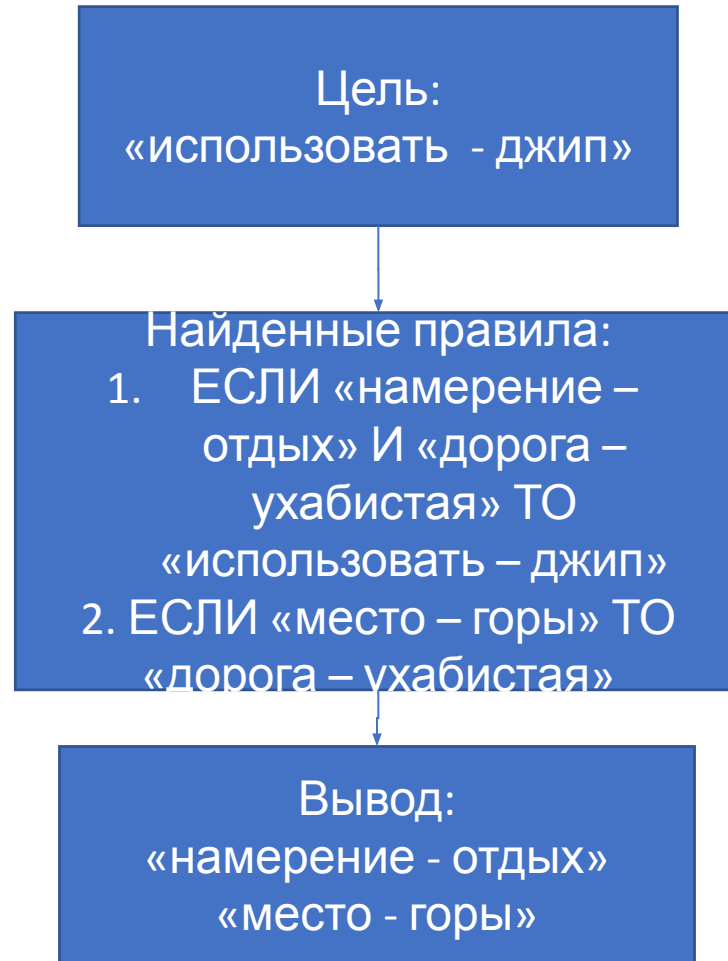 Цель:
«использовать - джип»
Найденные правила:
1. ЕСЛИ «намерение –
отдых» И «дорога –
ухабистая» ТО
«использовать – джип»
2. ЕСЛИ «место – горы» ТО
«дорога – ухабистая»
Вывод:
«намерение - отдых»
«место - горы»